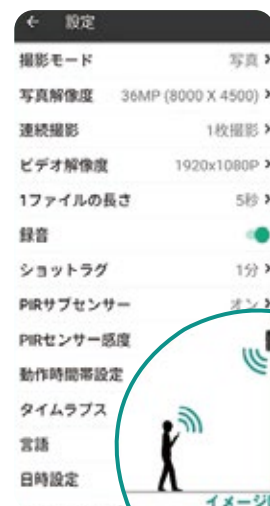 ← 設定
撮影モード 写真 >
写真解像度 36MP (8000 X 4500) >
連続撮影 1枚撮影 >
ビデオ解像度 1920x1080P >
1ファイルの長さ 5秒 >
録音
ショットラグ 1分 >
PIRサブセンサー オン >
PIRセンサー感度
動作時間帯設定
タイムラプス
言語
日時設定
イメージ